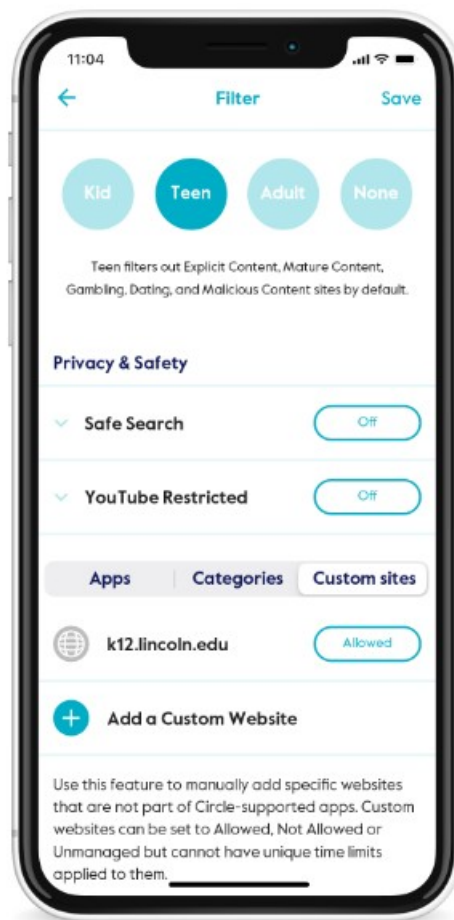 11:04
Filter
Save
Kid
Teen
Adult
None
Teen filters out Explicit Content, Mature Content,
Gambling, Dating, and Malicious Content sites by default.
Privacy & Safety
Safe Search
Off
YouTube Restricted
Off
Apps
Categories
Custom sites
k12.lincoln.edu
Allowed
Add a Custom Website
Use this feature to manually add specific websites
that are not part of Circle-supported apps. Custom
websites can be set to Allowed, Not Allowed or
Unmanaged but cannot have unique time limits
applied to them.